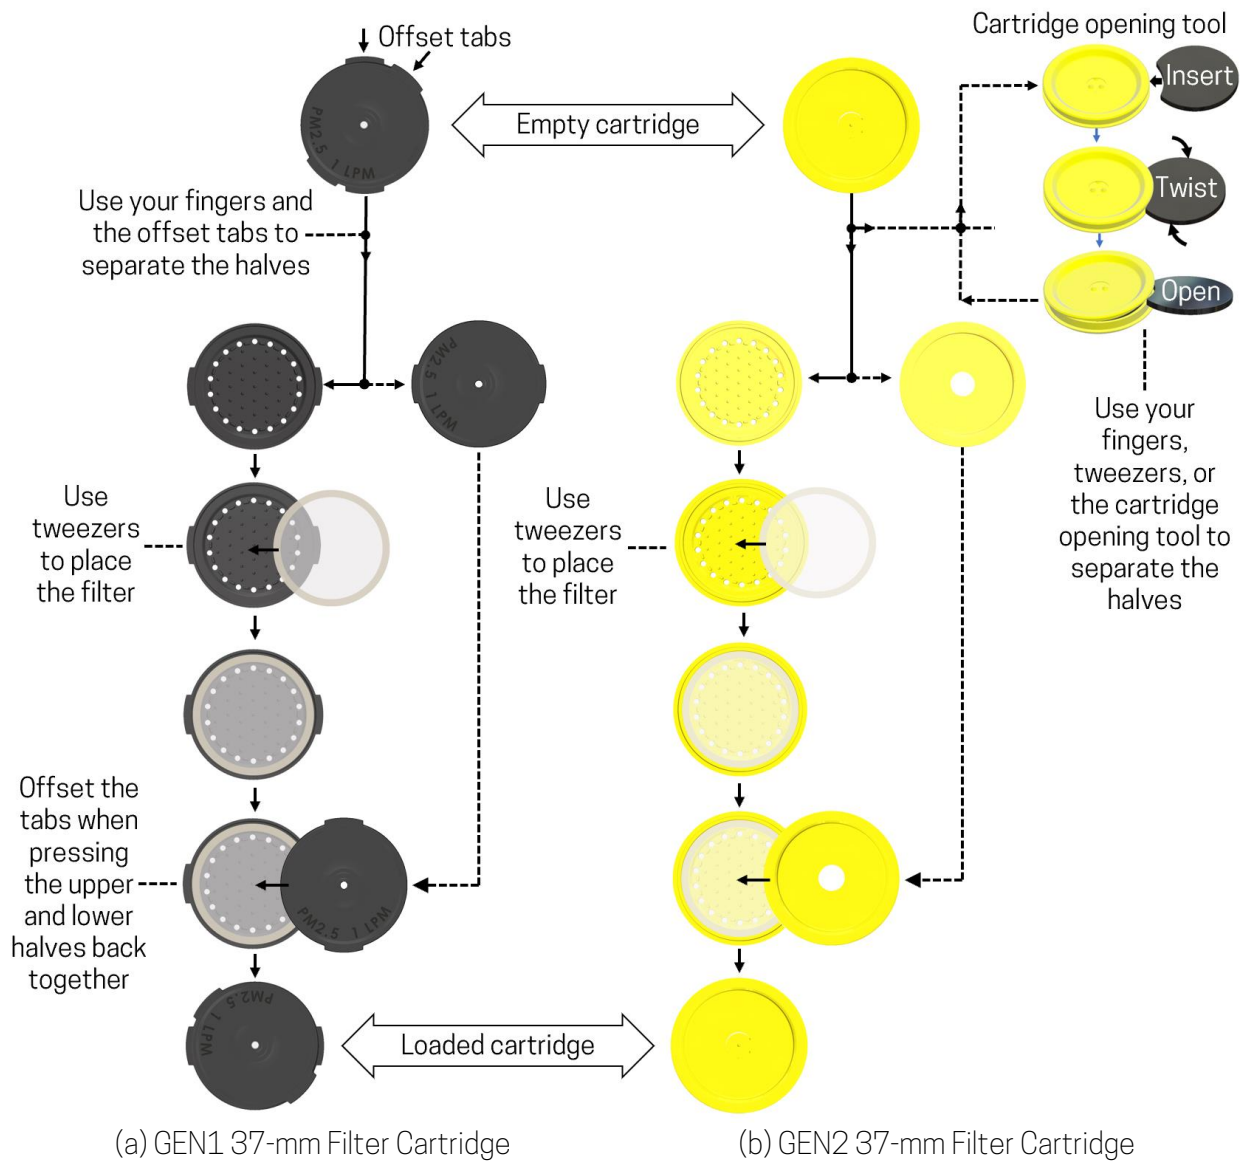 Offset tabs
Cartridge opening tool
PM2.5 1 LPM
Empty cartridge
Insert
Twist
Open
Use your fingers and
the offset tabs to
separate the halves
PM2.5 1 LPM
Use your
fingers,
tweezers, or
the cartridge
opening tool to
separate the
halves
Use
tweezers
to place
the filter
Use
tweezers
to place
the filter
Offset the
tabs when
pressing
the upper
and lower
halves back
together
PM2.5 1 LPM
PM2.5 1 LPM
Loaded cartridge
(a) GEN1 37-mm Filter Cartridge
(b) GEN2 37-mm Filter Cartridge